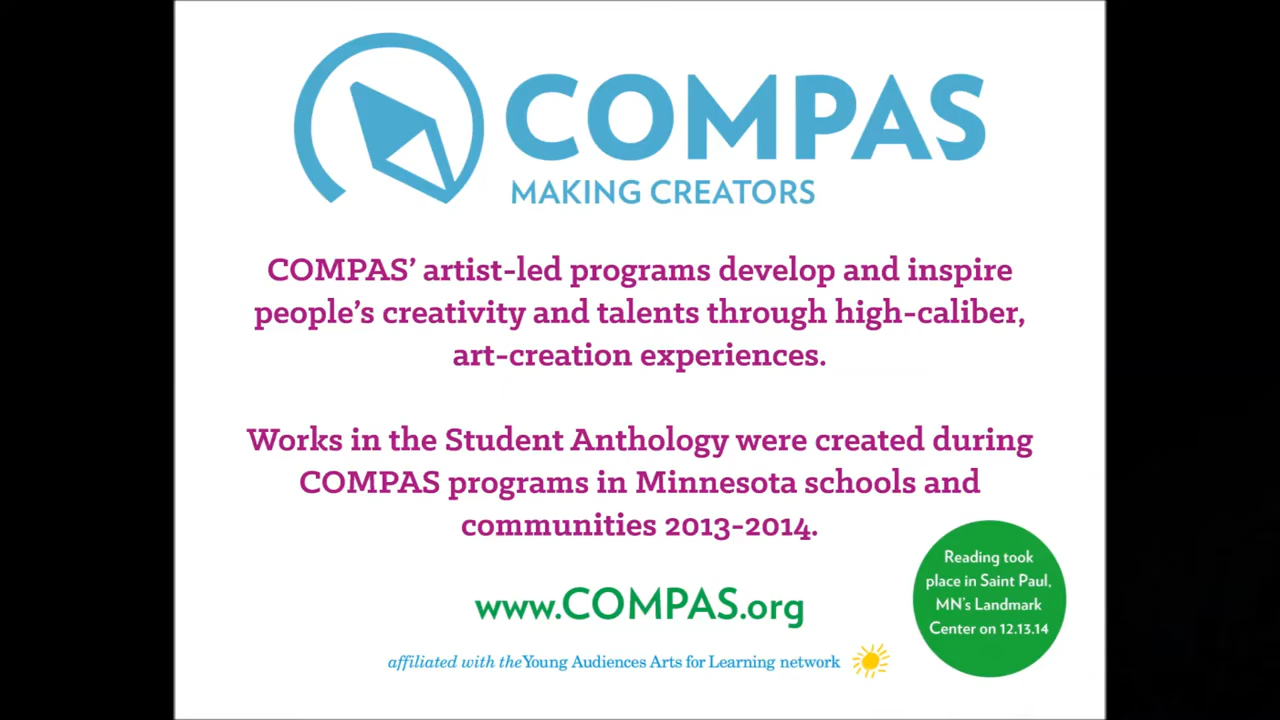 COMPAS
MAKING CREATORS
COMPAS’ artist-led programs develop and inspire
people’s creativity and talents through high-caliber,
art-creation experiences.
Works in the Student Anthology were created during
COMPAS programs in Minnesota schools and
communities 2013-2014.
www.COMPAS.org
affiliated with theYoung Audiences Arts for Learning network
Reading took
place in Saint Paul,
MN’s Landmark
Center on 12.13.14